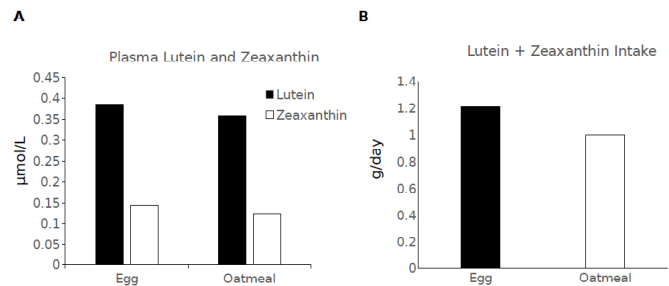 A
Plasma Lutein and Zeaxanthin
0.45
0.4
0.35
0.3
0.25
0.2
0.15
0.1
0.05
0
µmol/L
Lutein
Zeaxanthin
Egg
Oatmeal
B
Lutein + Zeaxanthin Intake
1.4
1.2
1
0.8
0.6
0.4
0.2
0
g/day
Egg
Oatmeal